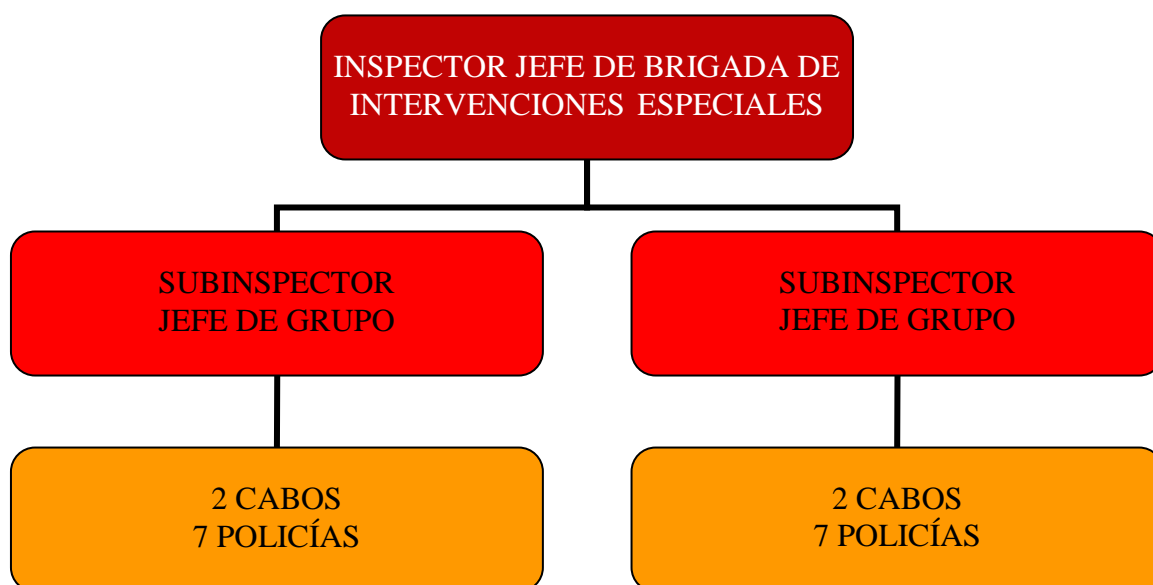 INSPECTOR JEFE DE BRIGADA DE
INTERVENCIONES ESPECIALES
SUBINSPECTOR
JEFE DE GRUPO
SUBINSPECTOR
JEFE DE GRUPO
2 CABOS
7 POLICÍAS
2 CABOS
7 POLICÍAS